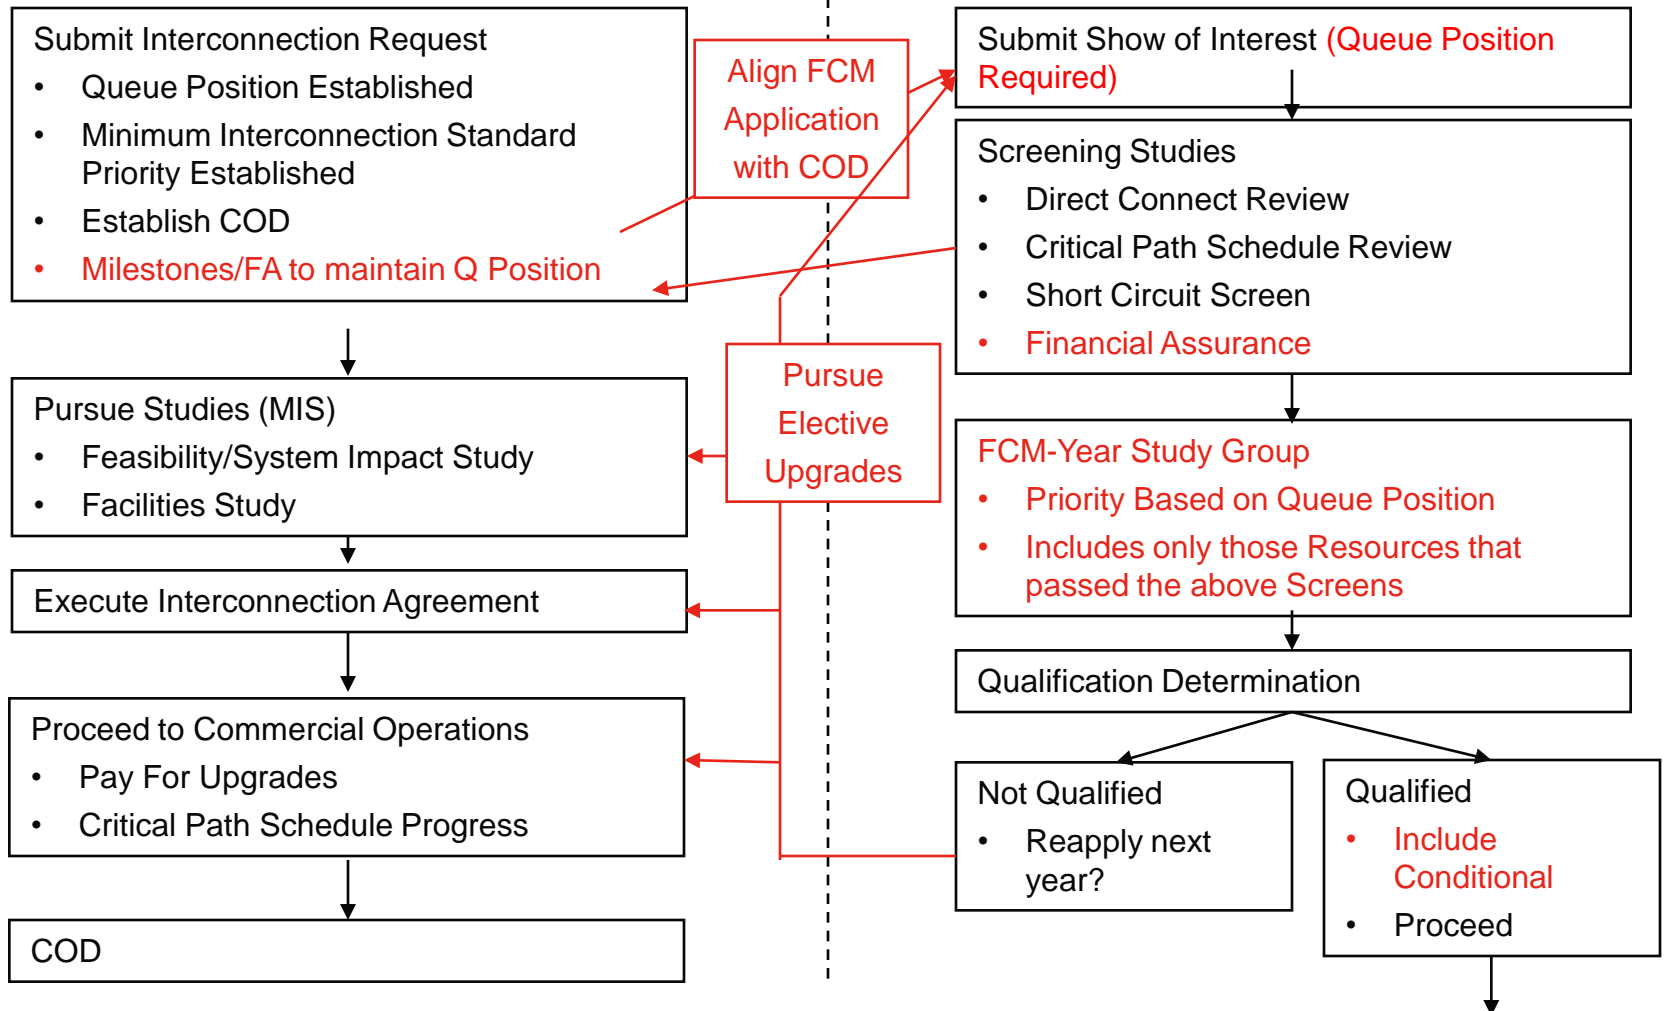 Submit Interconnection Request
• Queue Position Established
• Minimum Interconnection Standard
Priority Established
• Establish COD
• Milestones/FA to maintain Q Position
Pursue Studies (MIS)
• Feasibility/System Impact Study
• Facilities Study
Execute Interconnection Agreement
Proceed to Commercial Operations
• Pay For Upgrades
• Critical Path Schedule Progress
COD
Align FCM
Application
with COD
Pursue
Elective
Upgrades
Submit Show of Interest (Queue Position
Required)
Screening Studies
• Direct Connect Review
• Critical Path Schedule Review
• Short Circuit Screen
• Financial Assurance
FCM-Year Study Group
• Priority Based on Queue Position
• Includes only those Resources that
passed the above Screens
Qualification Determination
Not Qualified
• Reapply next
year?
Qualified
• Include
Conditional
• Proceed